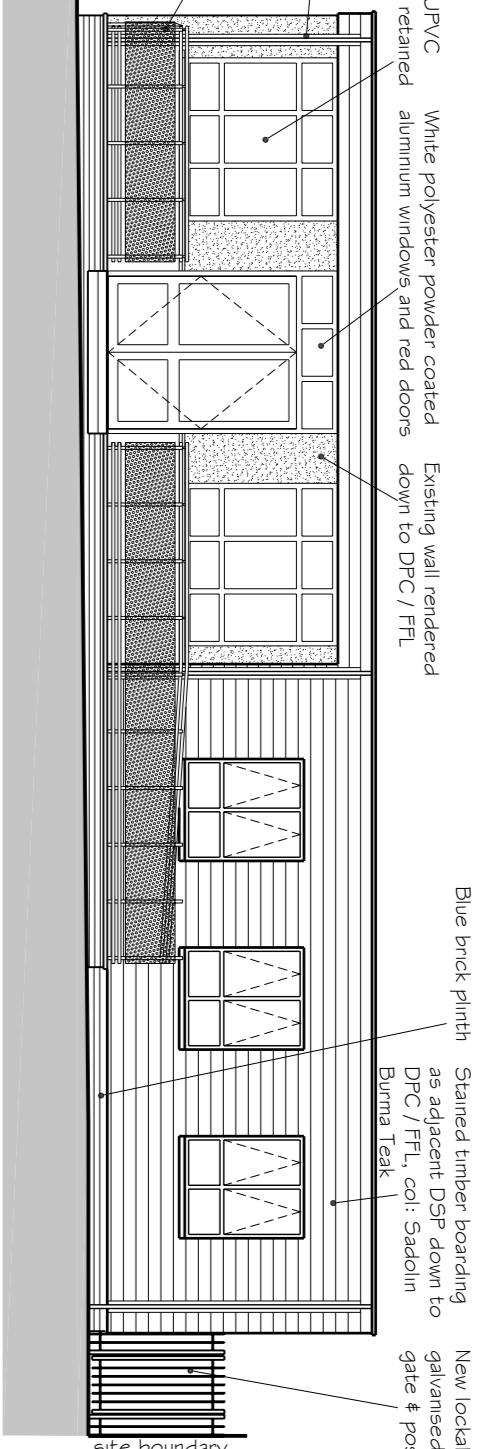 UPVC
retained
White polyester powder coated
aluminium windows and red doors
Existing wall rendered
down to DPC / FFL
Blue brick plinth
Stained timber boarding
as adjacent DSP down to
DPC / FFL, col: Sadolin
Burma Teak
New
galvanised
gate &
site boundary